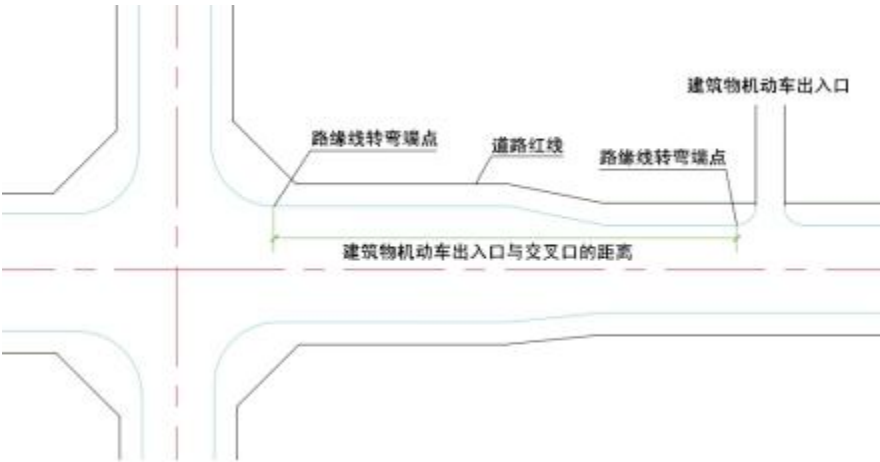 建筑物机动车出入口
路缘线转弯端点
道路红线
路缘线转弯端点
建筑物机动车出入口与交叉口的距离